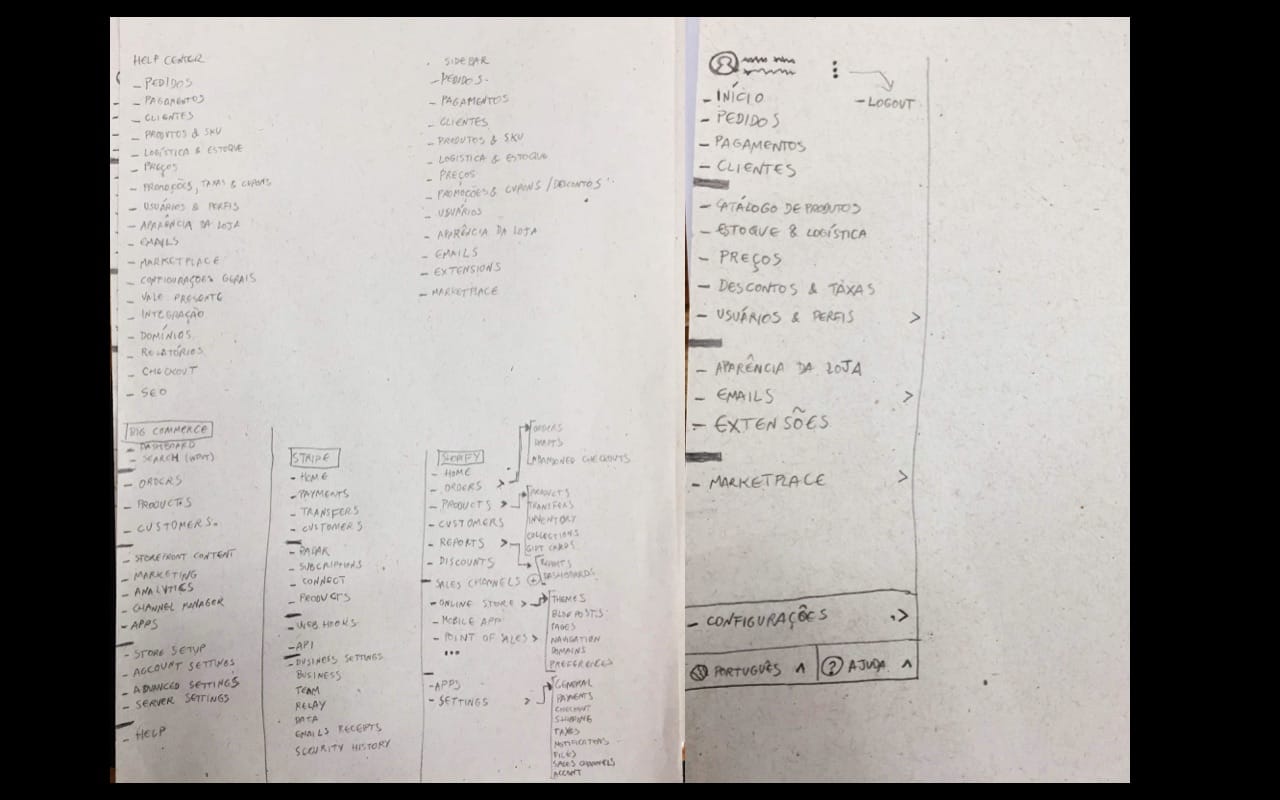 HELP CENTER
- PEDIDOS
- PAGAMENTOS
- CLIENTES
- PRODUTOS & SKU
- LOGÍSTICA & ESTOQUE
- PREÇOS
- PROMOÇÕES, TAXAS & CUPONS
- USUÁRIOS & PERFIS
- APARÊNCIA DA LOJA
- EMAILS
- MARKETPLACE
- CONFIGURAÇÕES GERAIS
- VALE PRESENTE
- INTEGRAÇÃO
- DOMÍNIOS
- RELATÓRIOS
- CHECKOUT
- SEO
SIDEBAR
- PEDIDOS
- PAGAMENTOS
- CLIENTES
- PRODUTOS & SKU
- LOGISTICA & ESTOQUE
- PREÇOS
- PROMOÇÕES & CUPONS / DESCONTOS
- USUÁRIOS
- APARÊNCIA DA LOJA
- EMAILS
- EXTENSIONS
- MARKETPLACE
BIG COMMERCE
- DASHBOARD
- SEARCH (INPUT)
- ORDERS
- PRODUCTS
- CUSTOMERS
- STOREFRONT CONTENT
- MARKETING
- ANALYTICS
- CHANNEL MANAGER
- APPS
- STORE SETUP
- ACCOUNT SETTINGS
- ADVANCED SETTINGS
- SERVER SETTINGS
- HELP
STRIPE
- HOME
- PAYMENTS
- TRANSFERS
- CUSTOMERS
- RADAR
- SUBSCRIPTIONS
- CONNECT
- PRODUCTS
- WEB HOOKS
- API
- BUSINESS SETTINGS
BUSINESS
TEAM
RELAY
DATA
EMAILS RECEIPTS
SECURITY HISTORY
SHOPIFY
- HOME
- ORDERS >
- PRODUCTS >
- CUSTOMERS
- REPORTS >
- DISCOUNTS
SALES CHANNELS +
- ONLINE STORE >
- MOBILE APP
- POINT OF SALES >
...
- APPS
- SETTINGS >
ORDERS
DRAFTS
ABANDONED CHECKOUTS
PRODUCTS
TRANSFERS
INVENTORY
COLLECTIONS
GIFT CARDS
REPORTS
DASHBOARDS
THEMES
BLOG POSTS
PAGES
NAVIGATION
DOMAINS
PREFERENCES
GENERAL
PAYMENTS
CHECKOUT
SHIPPING
TAXES
NOTIFICATIONS
FILES
SALES CHANNELS
ACCOUNT
- LOGOUT
- INÍCIO
- PEDIDOS
- PAGAMENTOS
- CLIENTES
- CATÁLOGO DE PRODUTOS
- ESTOQUE & LOGÍSTICA
- PREÇOS
- DESCONTOS & TAXAS
- USUÁRIOS & PERFIS >
- APARÊNCIA DA LOJA
- EMAILS >
- EXTENSÕES
- MARKETPLACE >
- CONFIGURAÇÕES >
PORTUGUÊS ^
? AJUDA ^